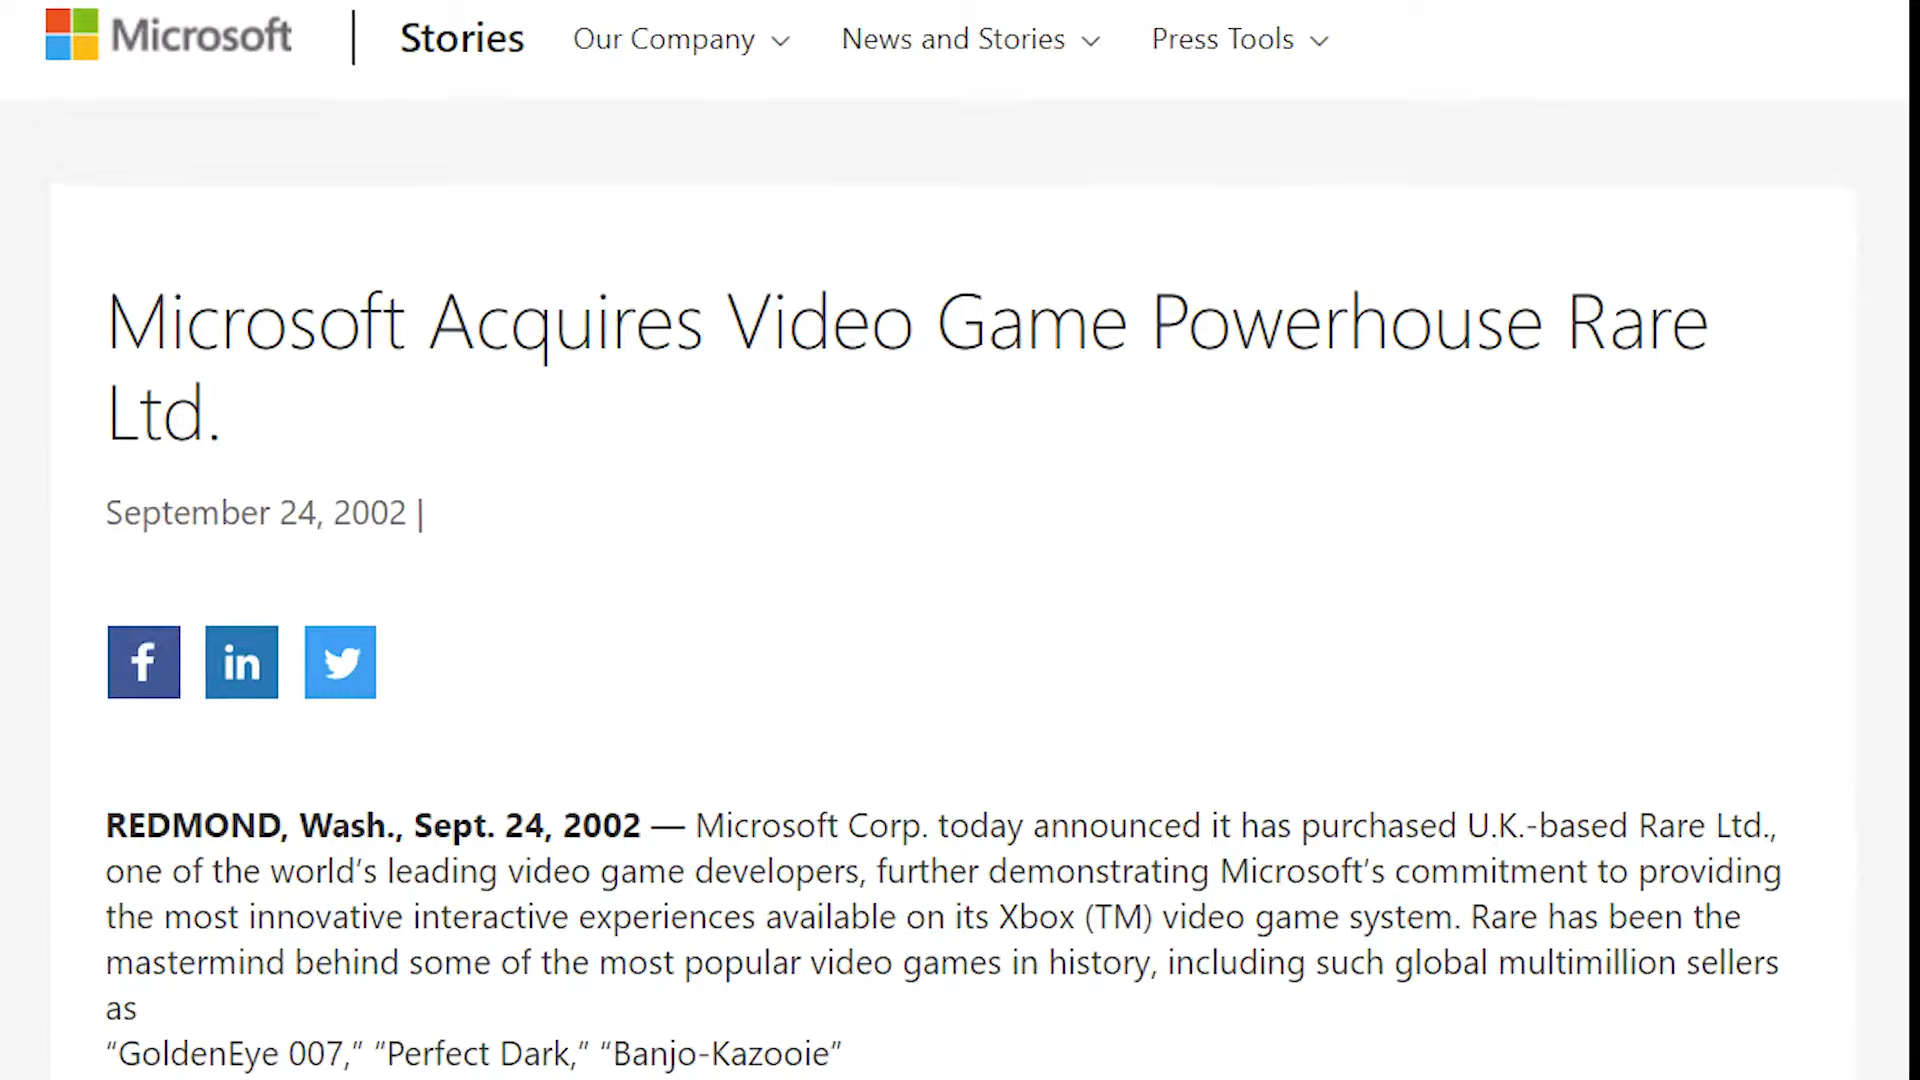 Microsoft | Stories Our Company News and Stories Press Tools
Microsoft Acquires Video Game Powerhouse Rare
Ltd.
September 24, 2002 |
f in
REDMOND, Wash., Sept. 24, 2002 — Microsoft Corp. today announced it has purchased U.K.-based Rare Ltd.,
one of the world’s leading video game developers, further demonstrating Microsoft’s commitment to providing
the most innovative interactive experiences available on its Xbox (TM) video game system. Rare has been the
mastermind behind some of the most popular video games in history, including such global multimillion sellers
as
“GoldenEye 007,” “Perfect Dark,” “Banjo-Kazooie”